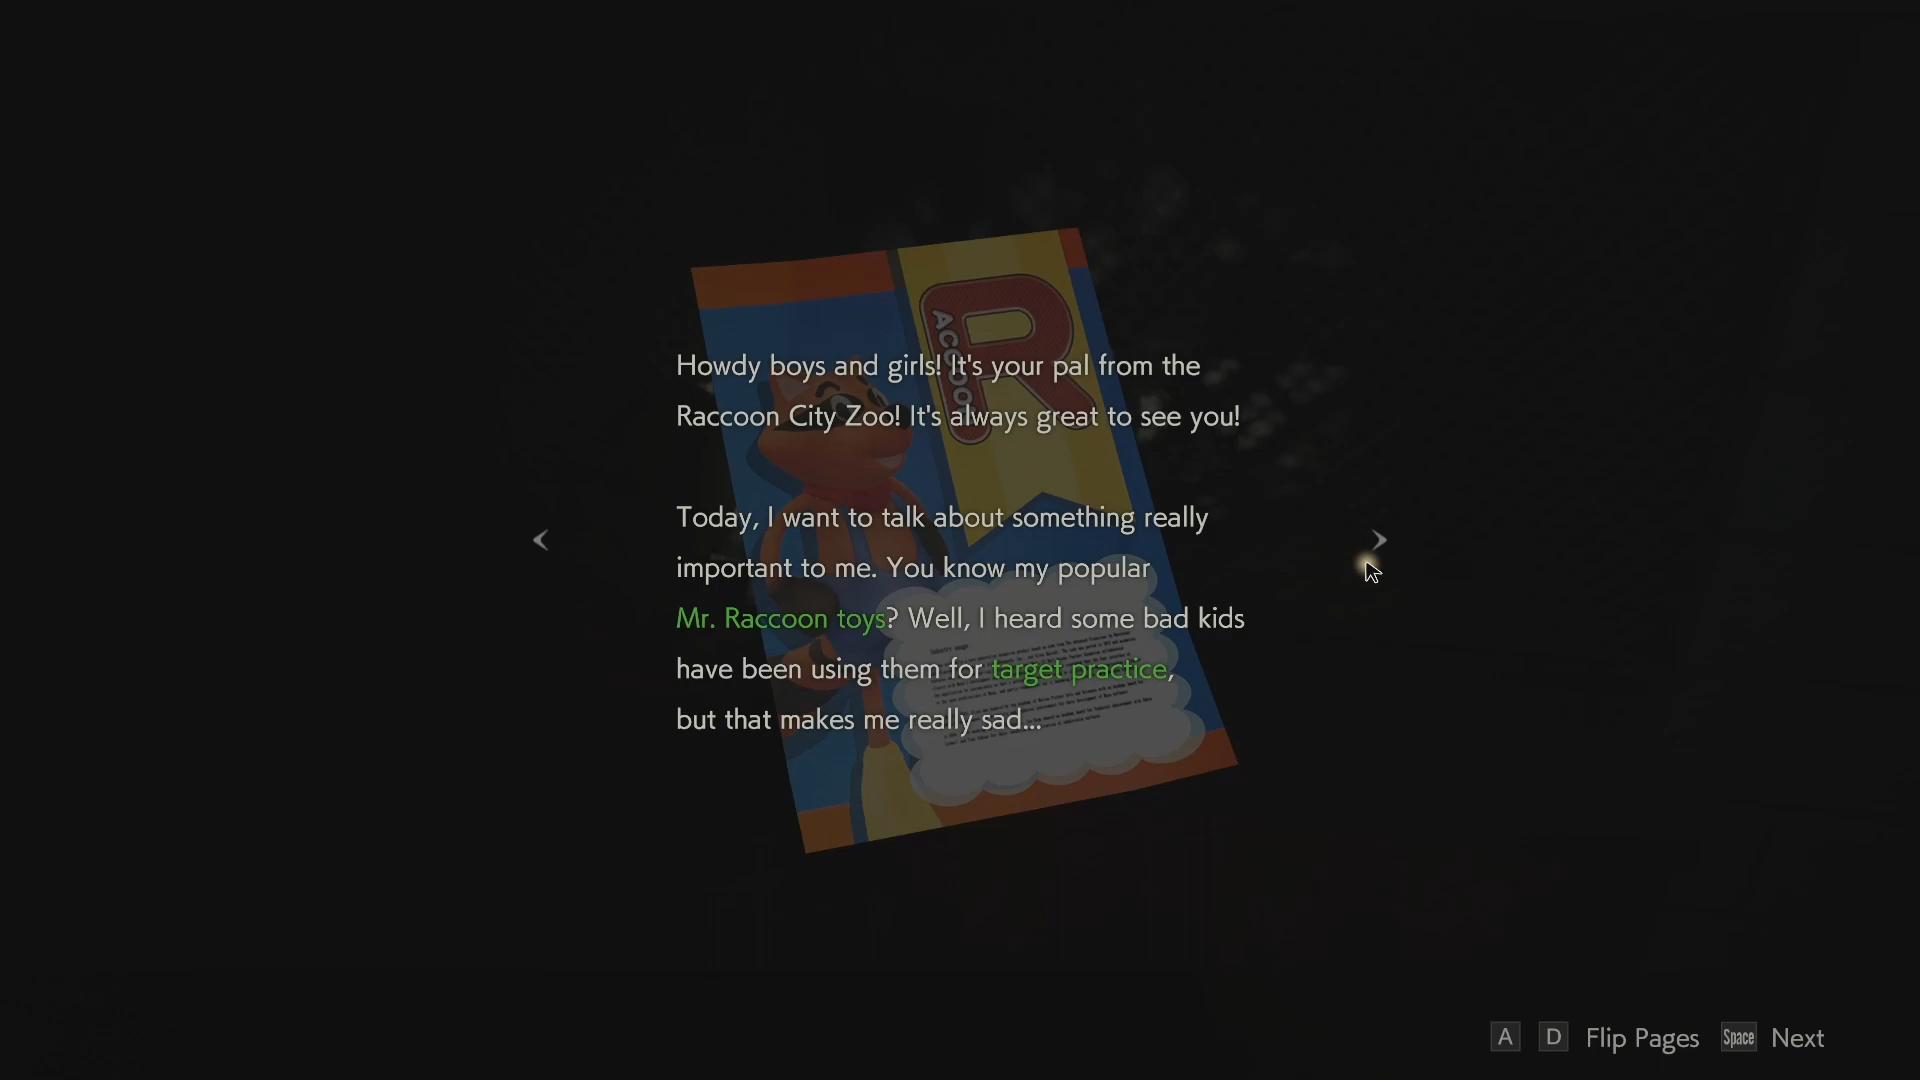 R
ACCOON
Howdy boys and girls! It's your pal from the
Raccoon City Zoo! It's always great to see you!
Today, I want to talk about something really
important to me. You know my popular
Mr. Raccoon toys? Well, I heard some bad kids
have been using them for target practice,
but that makes me really sad...
A D Flip Pages Space Next